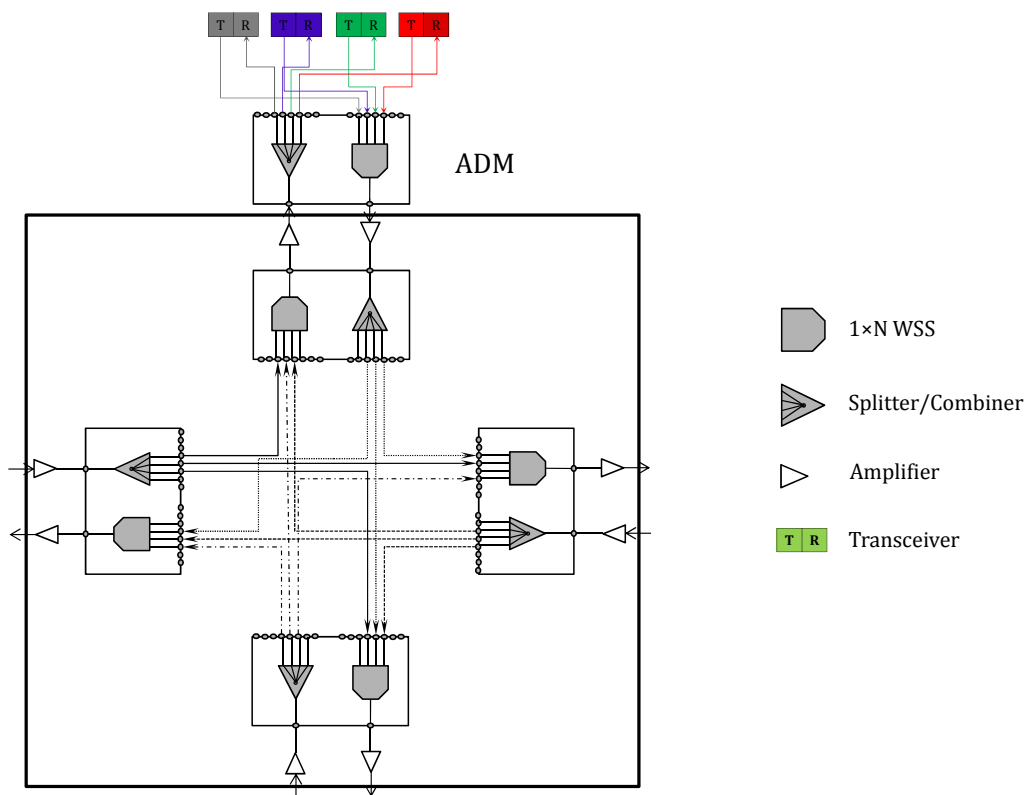 T R T R T R T R
ADM
1×N WSS
Splitter/Combiner
Amplifier
T R Transceiver